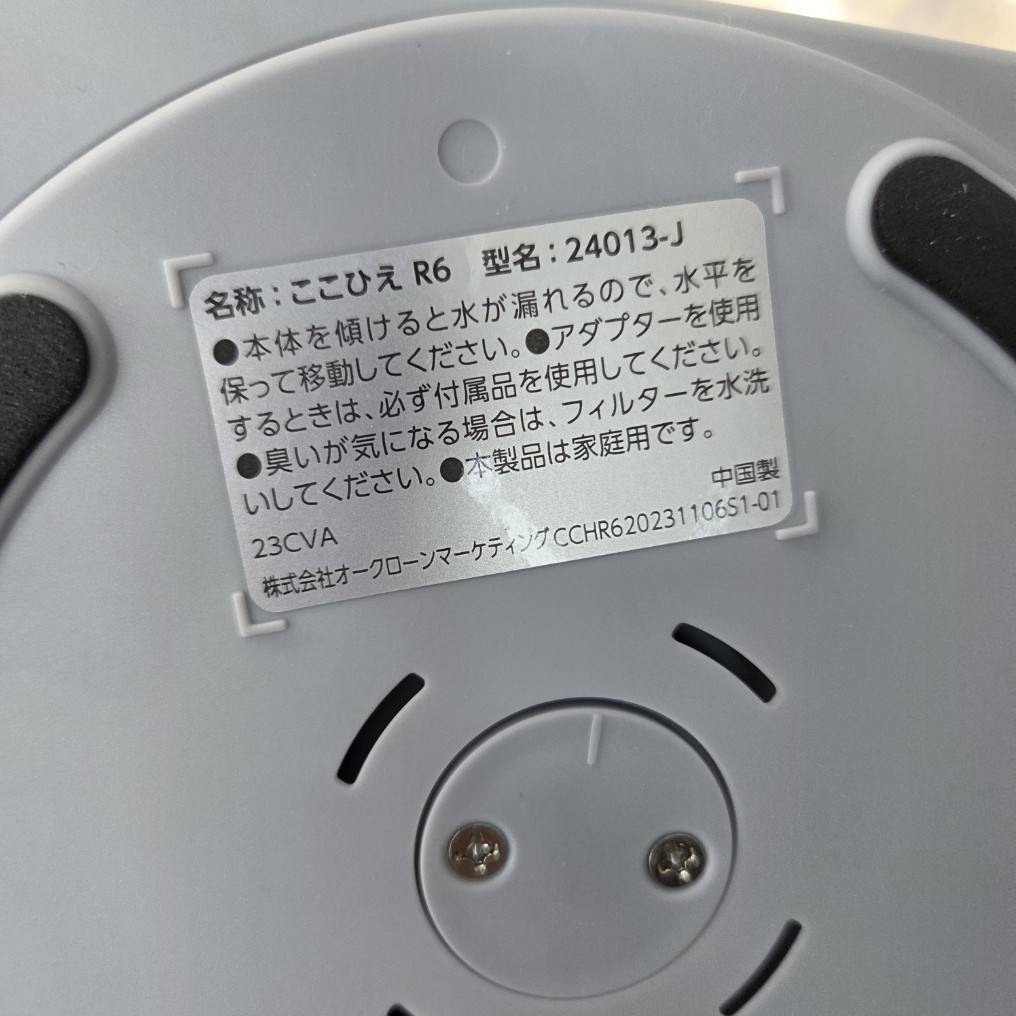 名称：ここひえ R6　型名：24013-J
●本体を傾けると水が漏れるので、水平を
保って移動してください。●アダプターを使用
するときは、必ず付属品を使用してください。
●臭いが気になる場合は、フィルターを水洗
いしてください。●本製品は家庭用です。
中国製
23CVA
株式会社オークローンマーケティング CCHR620231106S1-01